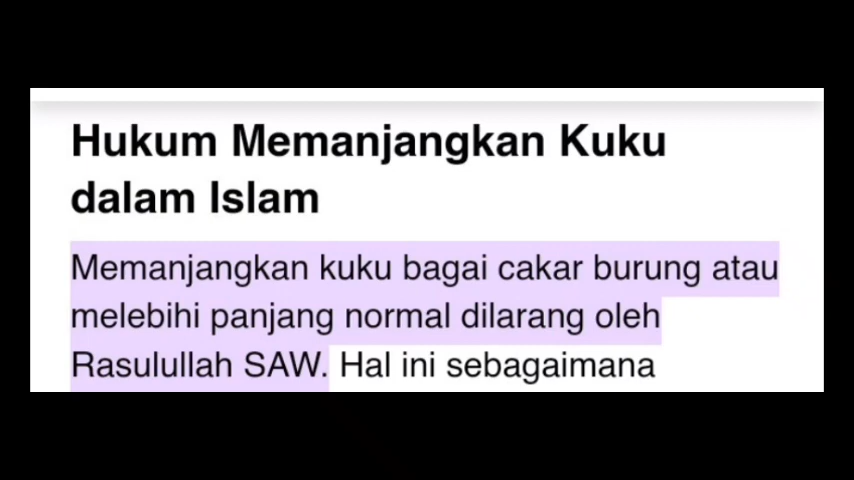 Hukum Memanjangkan Kuku
dalam Islam
Memanjangkan kuku bagai cakar burung atau
melebihi panjang normal dilarang oleh
Rasulullah SAW. Hal ini sebagaimana